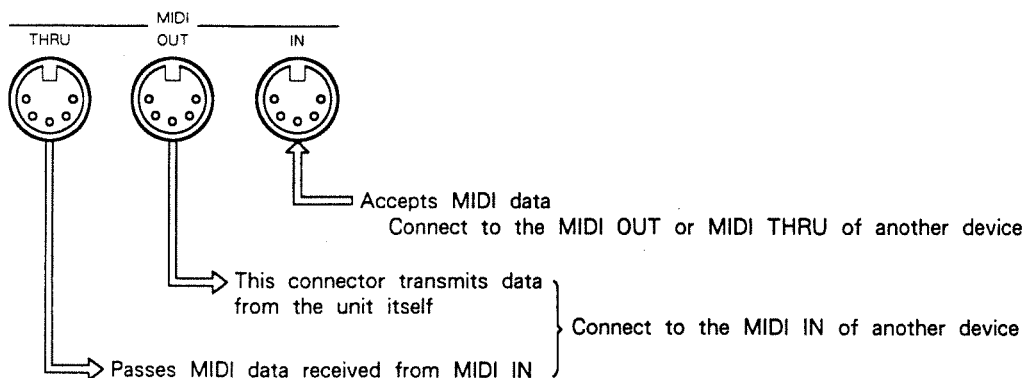 MIDI
THRU OUT IN
Accepts MIDI data
Connect to the MIDI OUT or MIDI THRU of another device
This connector transmits data
from the unit itself
Connect to the MIDI IN of another device
Passes MIDI data received from MIDI IN